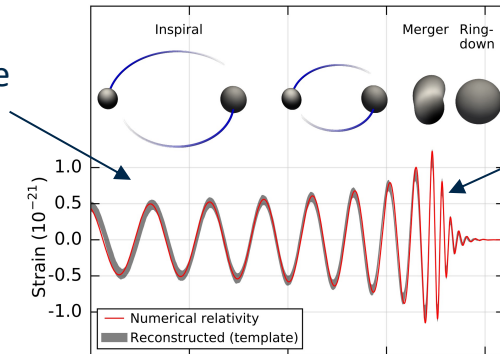 Inspiral
Merger
Ring-
down
e
1.0
0.5
0.0
-0.5
-1.0
Strain (10⁻²¹)
Numerical relativity
Reconstructed (template)